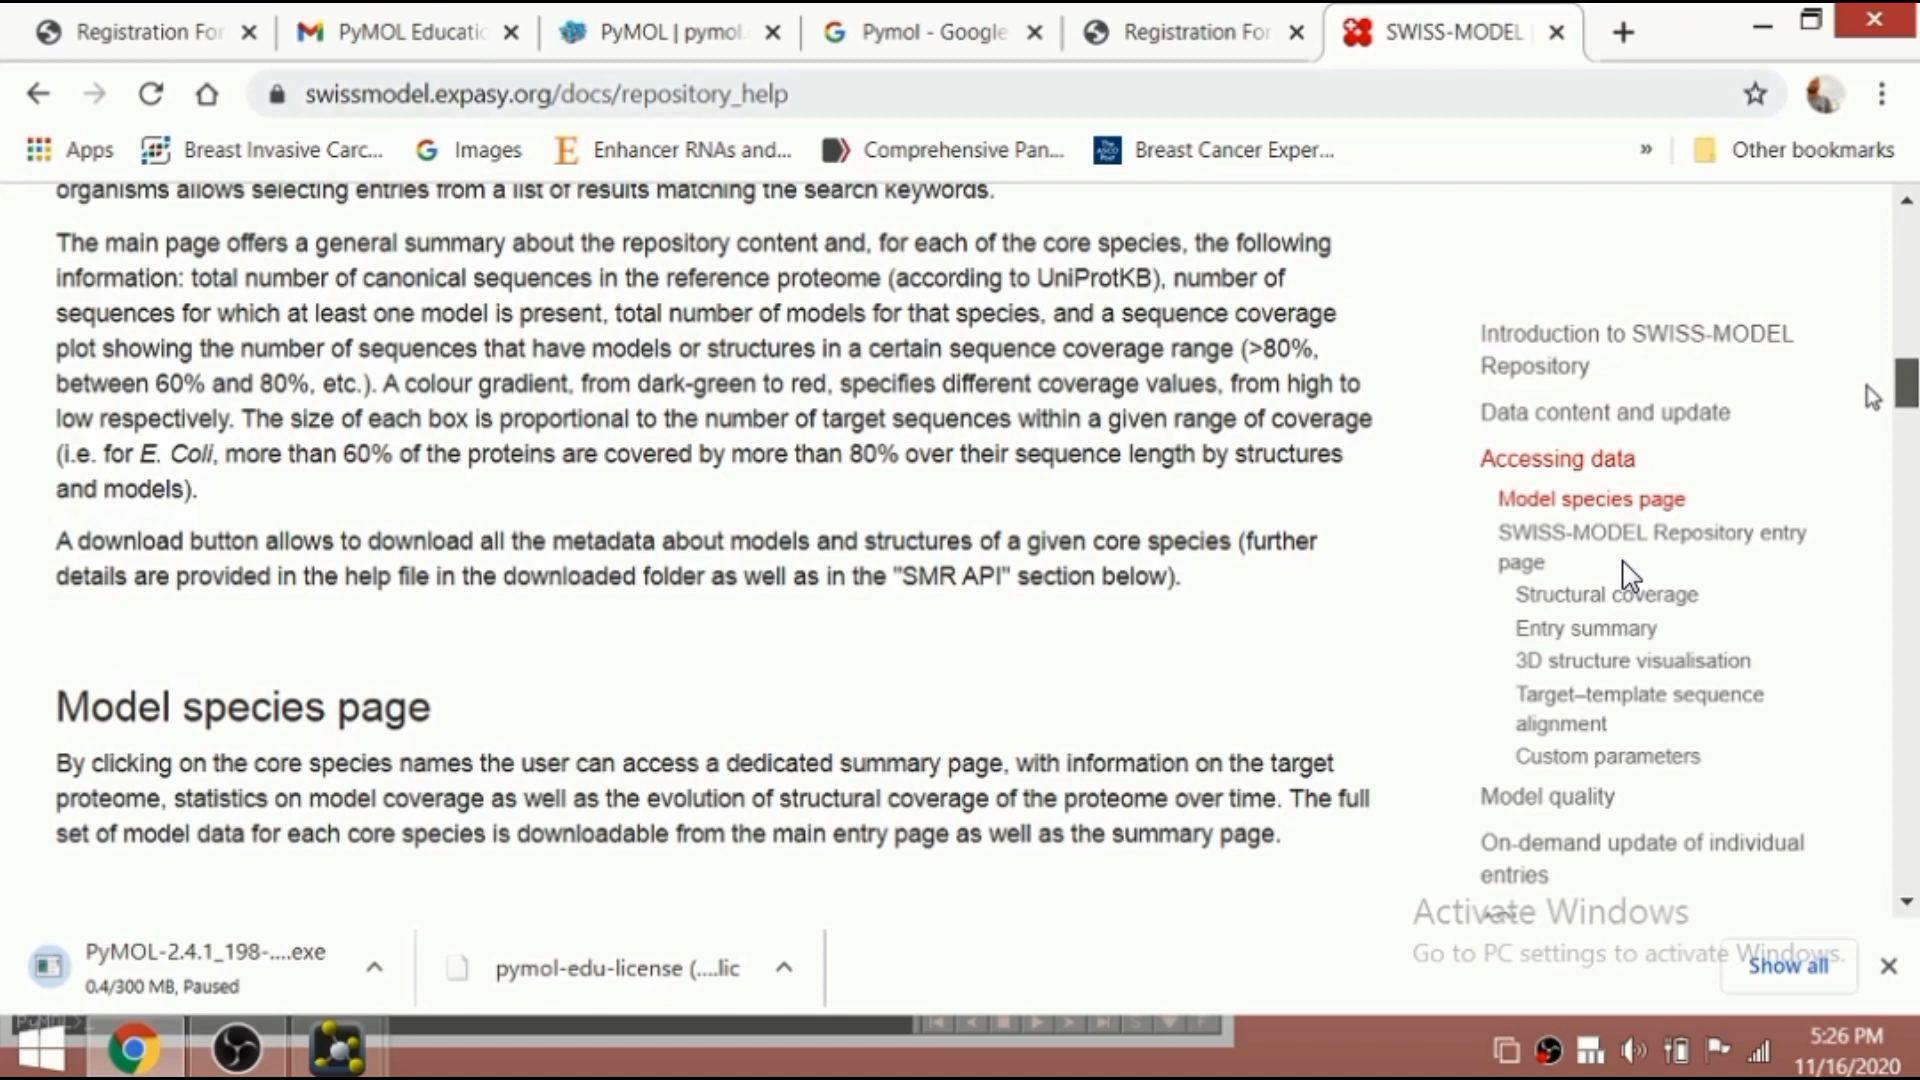 Registration For
PyMOL Educatic
PyMOL | pymol.
Pymol - Google
Registration For
SWISS-MODEL
swissmodel.expasy.org/docs/repository_help
Apps
Breast Invasive Carc...
Images
Enhancer RNAs and...
Comprehensive Pan...
Breast Cancer Exper...
»
Other bookmarks
organisms allows selecting entries from a list of results matching the search keywords.
The main page offers a general summary about the repository content and, for each of the core species, the following
information: total number of canonical sequences in the reference proteome (according to UniProtKB), number of
sequences for which at least one model is present, total number of models for that species, and a sequence coverage
plot showing the number of sequences that have models or structures in a certain sequence coverage range (>80%,
between 60% and 80%, etc.). A colour gradient, from dark-green to red, specifies different coverage values, from high to
low respectively. The size of each box is proportional to the number of target sequences within a given range of coverage
(i.e. for E. Coli, more than 60% of the proteins are covered by more than 80% over their sequence length by structures
and models).
A download button allows to download all the metadata about models and structures of a given core species (further
details are provided in the help file in the downloaded folder as well as in the "SMR API" section below).
Model species page
By clicking on the core species names the user can access a dedicated summary page, with information on the target
proteome, statistics on model coverage as well as the evolution of structural coverage of the proteome over time. The full
set of model data for each core species is downloadable from the main entry page as well as the summary page.
Introduction to SWISS-MODEL
Repository
Data content and update
Accessing data
Model species page
SWISS-MODEL Repository entry
page
Structural coverage
Entry summary
3D structure visualisation
Target–template sequence
alignment
Custom parameters
Model quality
On-demand update of individual
entries
Activate Windows
Go to PC settings to activate Windows.
PyMOL-2.4.1_198-....exe
0.4/300 MB, Paused
pymol-edu-license (....lic
Show all
PyMOL>
5:26 PM
11/16/2020